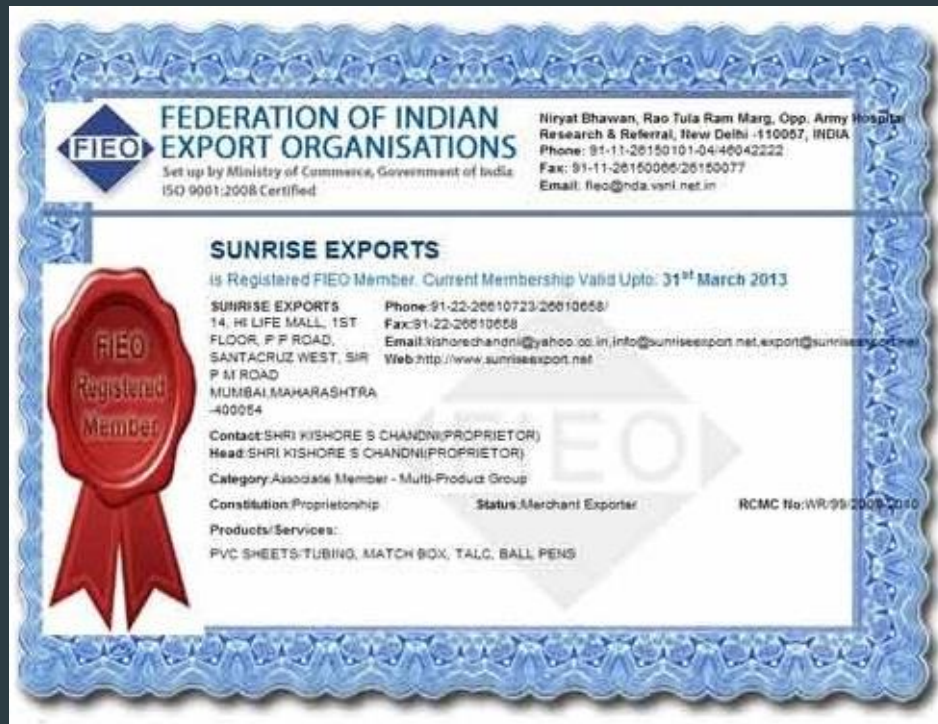 FIEO
FEDERATION OF INDIAN
EXPORT ORGANISATIONS
Set up by Ministry of Commerce, Government of India
ISO 9001:2008 Certified
Niryat Bhawan, Rao Tula Ram Marg, Opp. Army Hospital
Research & Referral, New Delhi -110057, INDIA
Phone: 91-11-26150101-04/46042222
Fax: 91-11-26150066/26150077
Email: fieo@nda.vsnl.net.in
SUNRISE EXPORTS
is Registered FIEO Member. Current Membership Valid Upto: 31st March 2013
SUNRISE EXPORTS
14, HI LIFE MALL, 1ST
FLOOR, P P ROAD,
SANTACRUZ WEST, SIR
P M ROAD
MUMBAI,MAHARASHTRA
-400054
Phone:91-22-26610723/26610658/
Fax:91-22-26610658
Email:kishorechandni@yahoo.co.in,info@sunriseexport.net,export@sunriseexport.net
Web:http://www.sunriseexport.net
FIEO
Registered
Member
Contact:SHRI KISHORE S CHANDNI(PROPRIETOR)
Head:SHRI KISHORE S CHANDNI(PROPRIETOR)
Category:Associate Member - Multi-Product Group
Constitution:Proprietorship
Status:Merchant Exporter
RCMC No:WR/99/2009-2010
Products/Services:
PVC SHEETS/TUBING, MATCH BOX, TALC, BALL PENS
FIEO